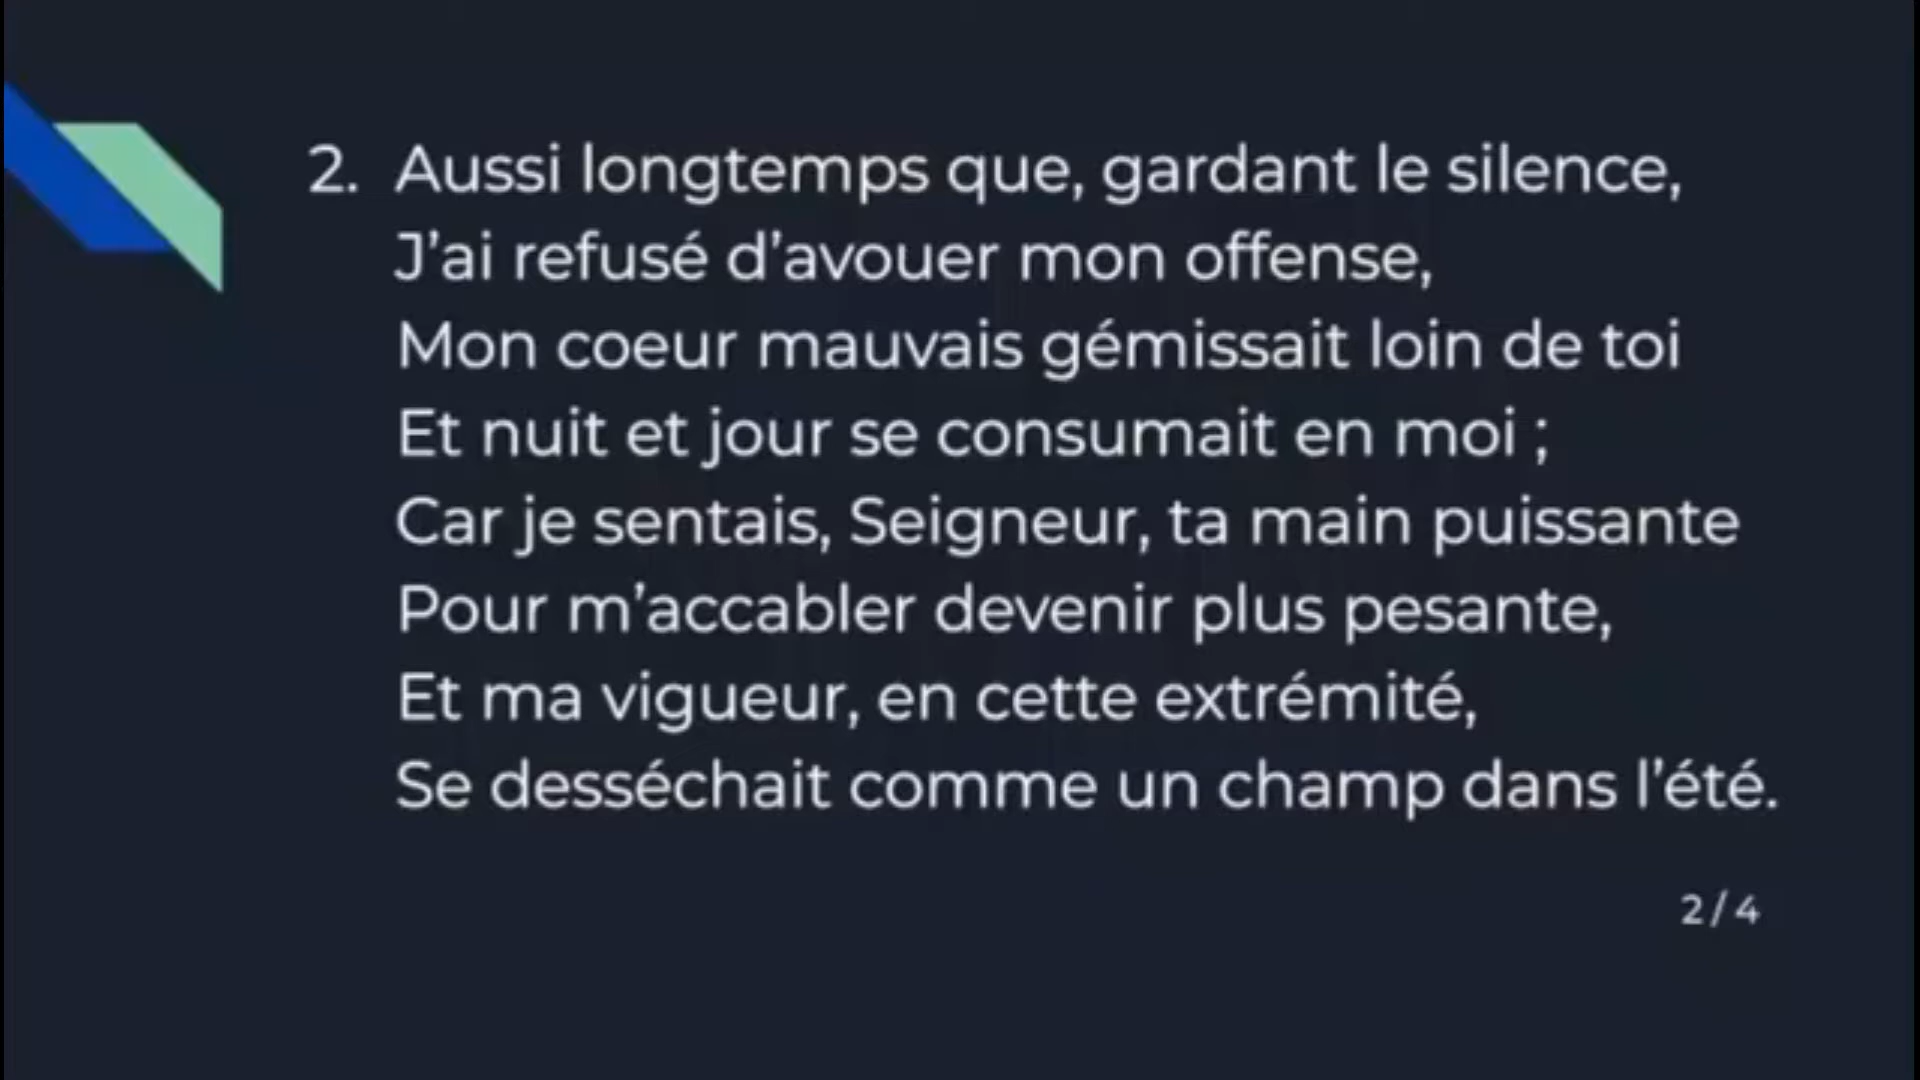 2. Aussi longtemps que, gardant le silence,
J’ai refusé d’avouer mon offense,
Mon coeur mauvais gémissait loin de toi
Et nuit et jour se consumait en moi ;
Car je sentais, Seigneur, ta main puissante
Pour m’accabler devenir plus pesante,
Et ma vigueur, en cette extrémité,
Se desséchait comme un champ dans l’été.
2 / 4